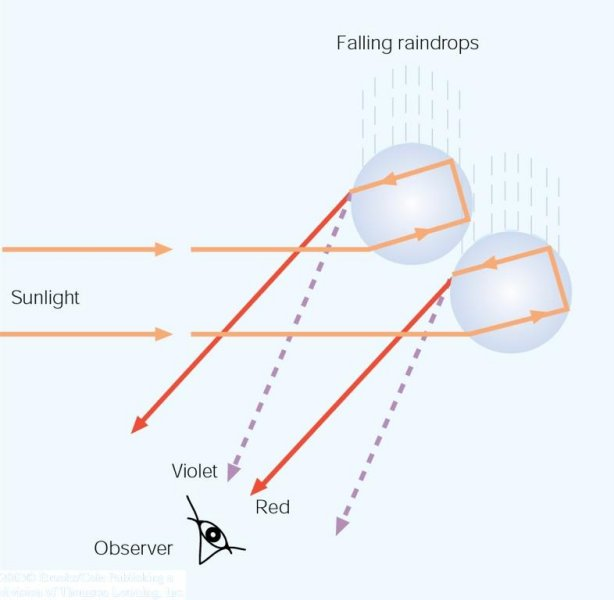 Falling raindrops
Sunlight
Violet
Red
Observer